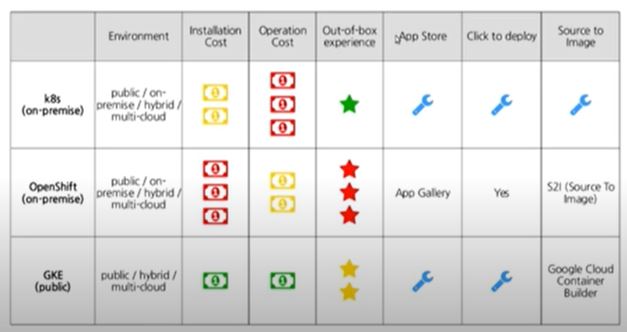 Environment
Installation
Cost
Operation
Cost
Out-of-box
experience
App Store
Click to deploy
Source to
Image
k8s
(on-premise)
public / on-
premise / hybrid /
multi-cloud
OpenShift
(on-premise)
public / on-
premise / hybrid /
multi-cloud
App Gallery
Yes
S2I (Source To
Image)
GKE
(public)
public / hybrid /
multi-cloud
Google Cloud
Container
Builder